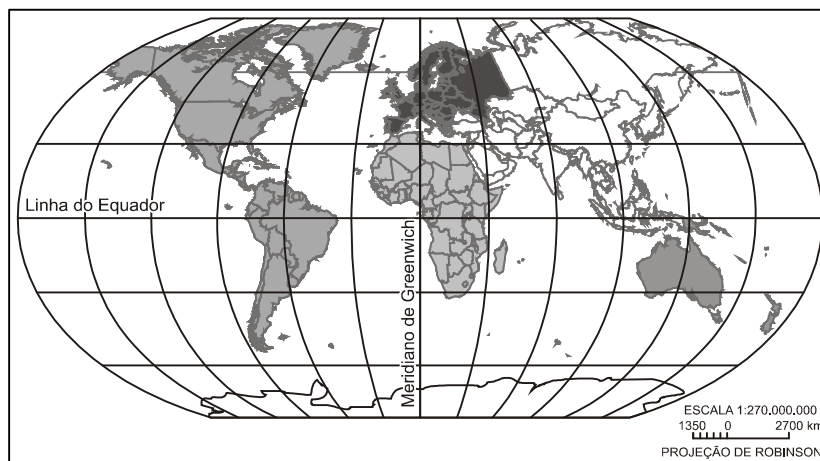 Linha do Equador
Meridiano de Greenwich
ESCALA 1:270.000.000
1350 0 2700 km
PROJEÇÃO DE ROBINSON